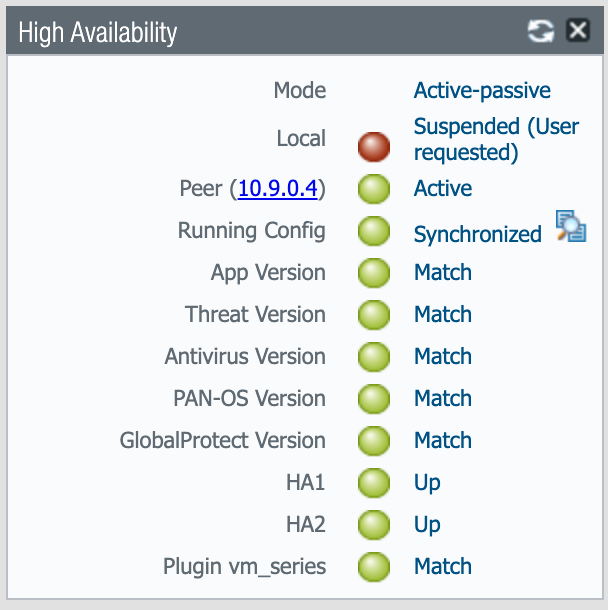 High Availability
Mode Active-passive
Local Suspended (User
requested)
Peer (10.9.0.4) Active
Running Config Synchronized
App Version Match
Threat Version Match
Antivirus Version Match
PAN-OS Version Match
GlobalProtect Version Match
HA1 Up
HA2 Up
Plugin vm_series Match